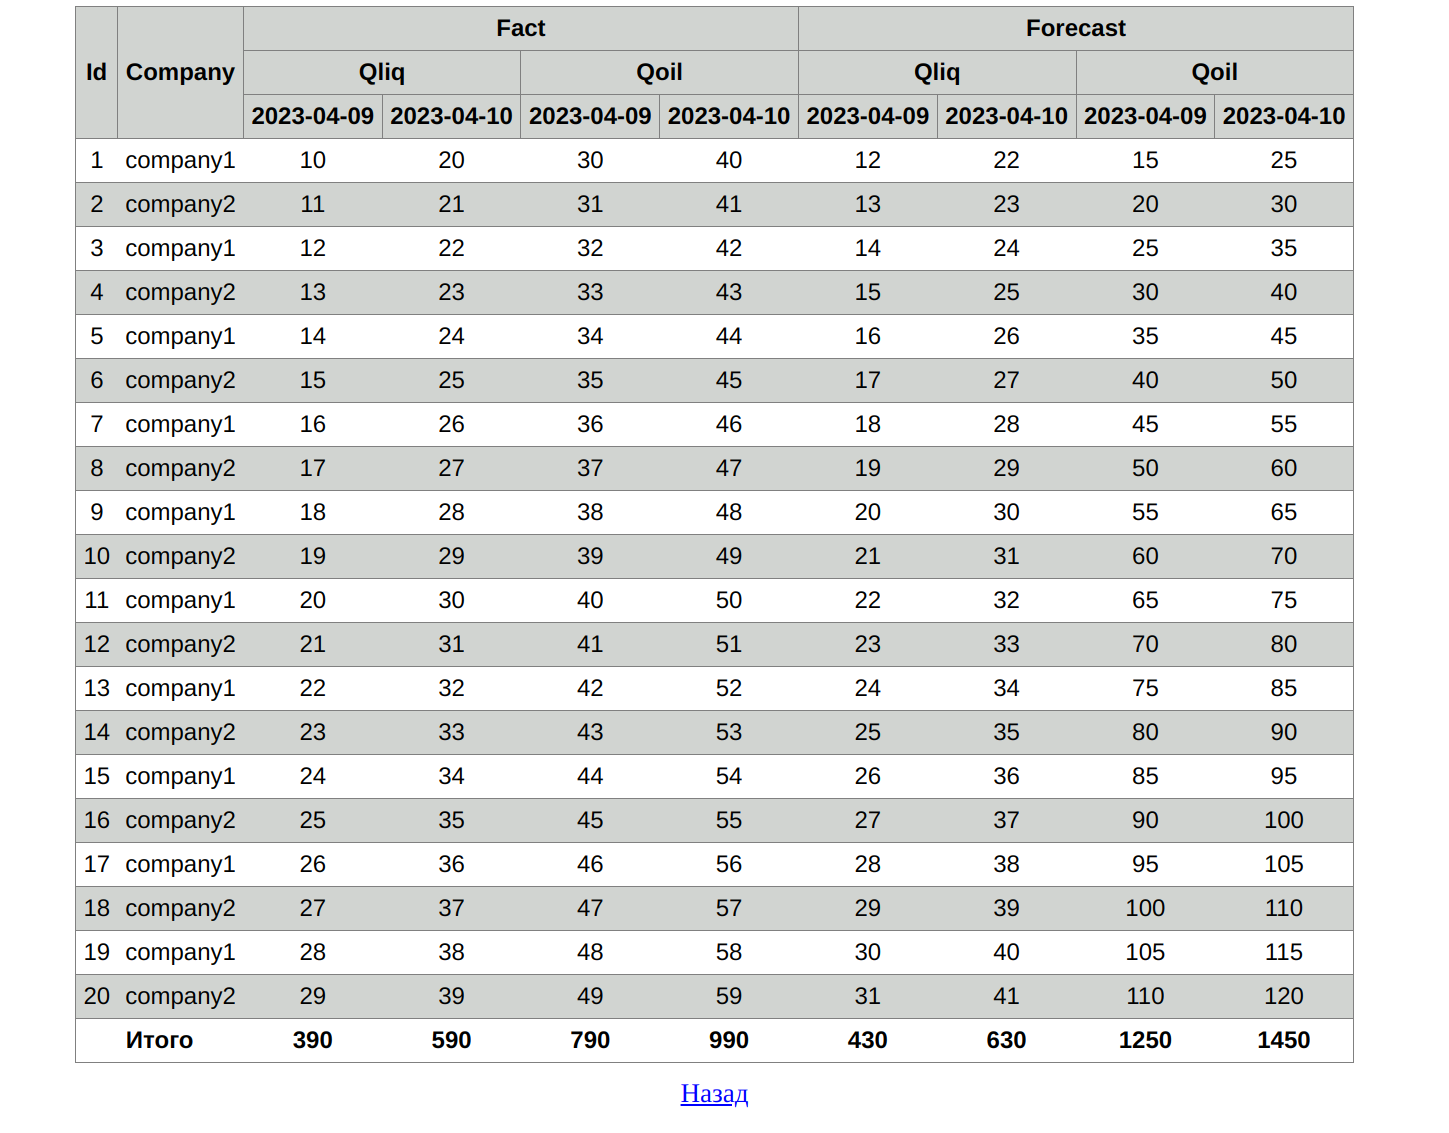 Fact Forecast
Id Company Qliq Qoil Qliq Qoil
2023-04-09 2023-04-10 2023-04-09 2023-04-10 2023-04-09 2023-04-10 2023-04-09 2023-04-10
1 company1 10 20 30 40 12 22 15 25
2 company2 11 21 31 41 13 23 20 30
3 company1 12 22 32 42 14 24 25 35
4 company2 13 23 33 43 15 25 30 40
5 company1 14 24 34 44 16 26 35 45
6 company2 15 25 35 45 17 27 40 50
7 company1 16 26 36 46 18 28 45 55
8 company2 17 27 37 47 19 29 50 60
9 company1 18 28 38 48 20 30 55 65
10 company2 19 29 39 49 21 31 60 70
11 company1 20 30 40 50 22 32 65 75
12 company2 21 31 41 51 23 33 70 80
13 company1 22 32 42 52 24 34 75 85
14 company2 23 33 43 53 25 35 80 90
15 company1 24 34 44 54 26 36 85 95
16 company2 25 35 45 55 27 37 90 100
17 company1 26 36 46 56 28 38 95 105
18 company2 27 37 47 57 29 39 100 110
19 company1 28 38 48 58 30 40 105 115
20 company2 29 39 49 59 31 41 110 120
Итого 390 590 790 990 430 630 1250 1450
Назад